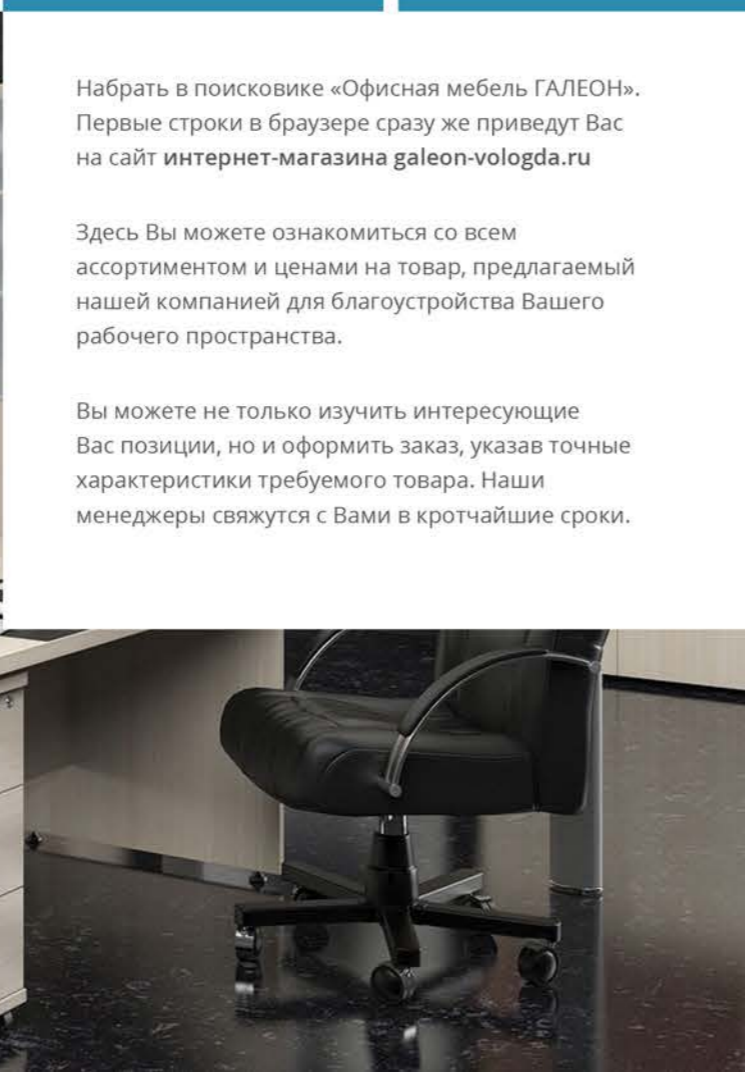 Набрать в поисковике «Офисная мебель ГАЛЕОН».
Первые строки в браузере сразу же приведут Вас
на сайт интернет-магазина galeon-vologda.ru
Здесь Вы можете ознакомиться со всем
ассортиментом и ценами на товар, предлагаемый
нашей компанией для благоустройства Вашего
рабочего пространства.
Вы можете не только изучить интересующие
Вас позиции, но и оформить заказ, указав точные
характеристики требуемого товара. Наши
менеджеры свяжутся с Вами в кротчайшие сроки.